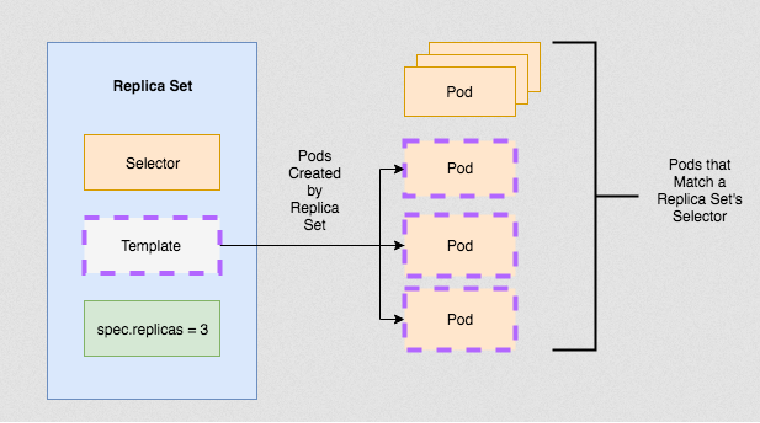 Replica Set
Selector
Template
spec.replicas = 3
Pods
Created
by
Replica
Set
Pod
Pod
Pod
Pod
Pods that
Match a
Replica Set's
Selector